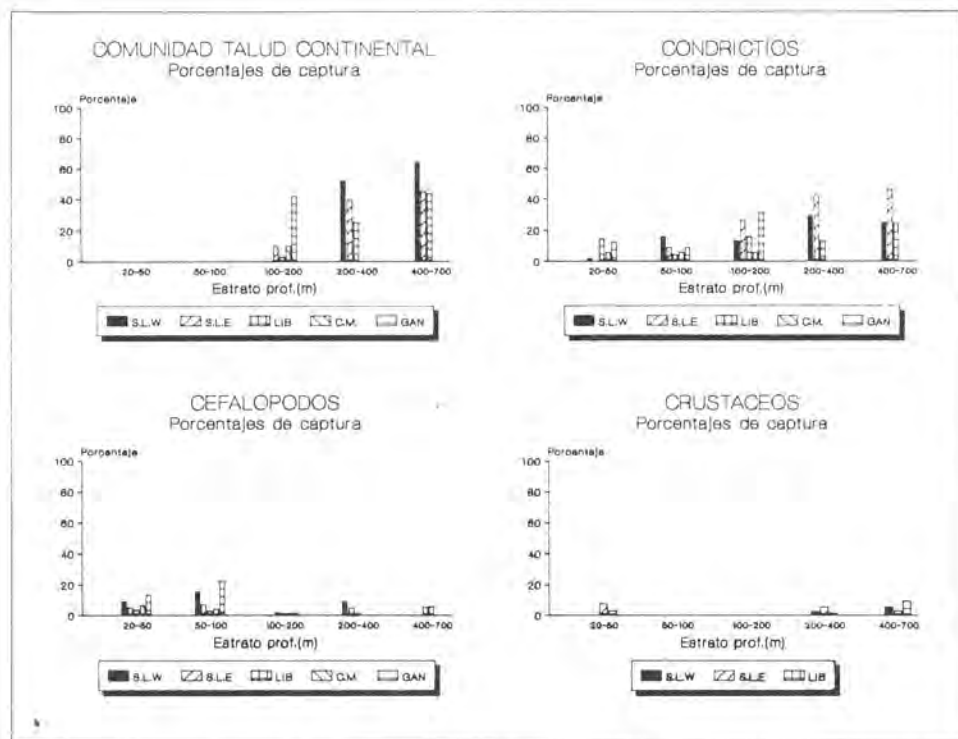 COMUNIDAD TALUD CONTINENTAL
Porcentajes de captura
Porcentaje
100
80
60
40
20
0
20-50 50-100 100-200 200-400 400-700
Estrato prof.(m)
S.L.W S.L.E LIB C.M. GAN
CONDRICTIOS
Porcentajes de captura
Porcentaje
100
80
60
40
20
0
20-50 50-100 100-200 200-400 400-700
Estrato prof.(m)
S.L.W S.L.E LIB C.M. GAN
CEFALOPODOS
Porcentajes de captura
Porcentaje
100
80
60
40
20
0
20-50 50-100 100-200 200-400 400-700
Estrato prof.(m)
S.L.W S.L.E LIB C.M. GAN
CRUSTACEOS
Porcentajes de captura
Porcentaje
100
80
60
40
20
0
20-50 50-100 100-200 200-400 400-700
Estrato prof.(m)
S.L.W S.L.E LIB